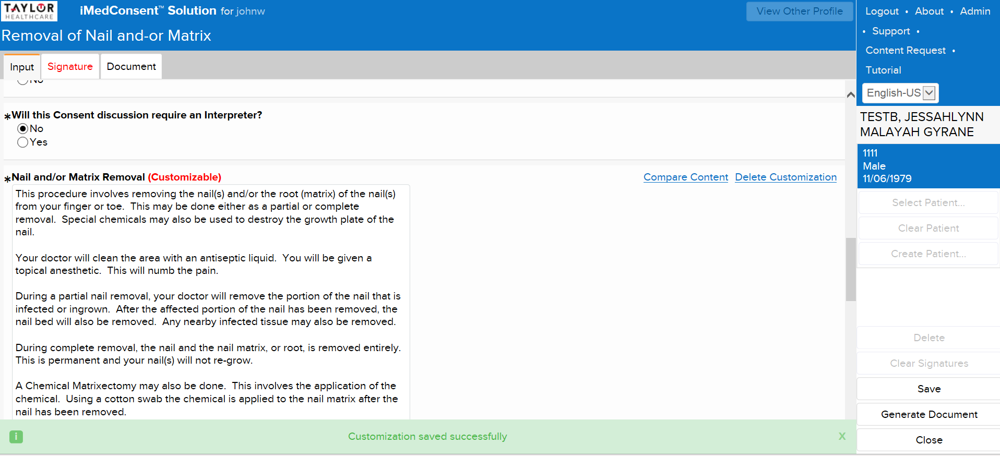 TAYLOR
HEALTHCARE
iMedConsent™ Solution for johnw
View Other Profile
Removal of Nail and-or Matrix
Logout • About • Admin
• Support •
Content Request •
Tutorial
English-US
Input
Signature
Document
No
*Will this Consent discussion require an Interpreter?
No
Yes
*Nail and/or Matrix Removal (Customizable)
Compare Content
Delete Customization
This procedure involves removing the nail(s) and/or the root (matrix) of the nail(s)
from your finger or toe.  This may be done either as a partial or complete
removal.  Special chemicals may also be used to destroy the growth plate of the
nail.
Your doctor will clean the area with an antiseptic liquid.  You will be given a
topical anesthetic.  This will numb the pain.
During a partial nail removal, your doctor will remove the portion of the nail that is
infected or ingrown.  After the affected portion of the nail has been removed, the
nail bed will also be removed.  Any nearby infected tissue may also be removed.
During complete removal, the nail and the nail matrix, or root, is removed entirely.
This is permanent and your nail(s) will not re-grow.
A Chemical Matrixectomy may also be done.  This involves the application of the
chemical.  Using a cotton swab the chemical is applied to the nail matrix after the
nail has been removed.
i
Customization saved successfully
X
TESTB, JESSAHLYNN
MALAYAH GYRANE
1111
Male
11/06/1979
Select Patient...
Clear Patient
Create Patient...
Delete
Clear Signatures
Save
Generate Document
Close